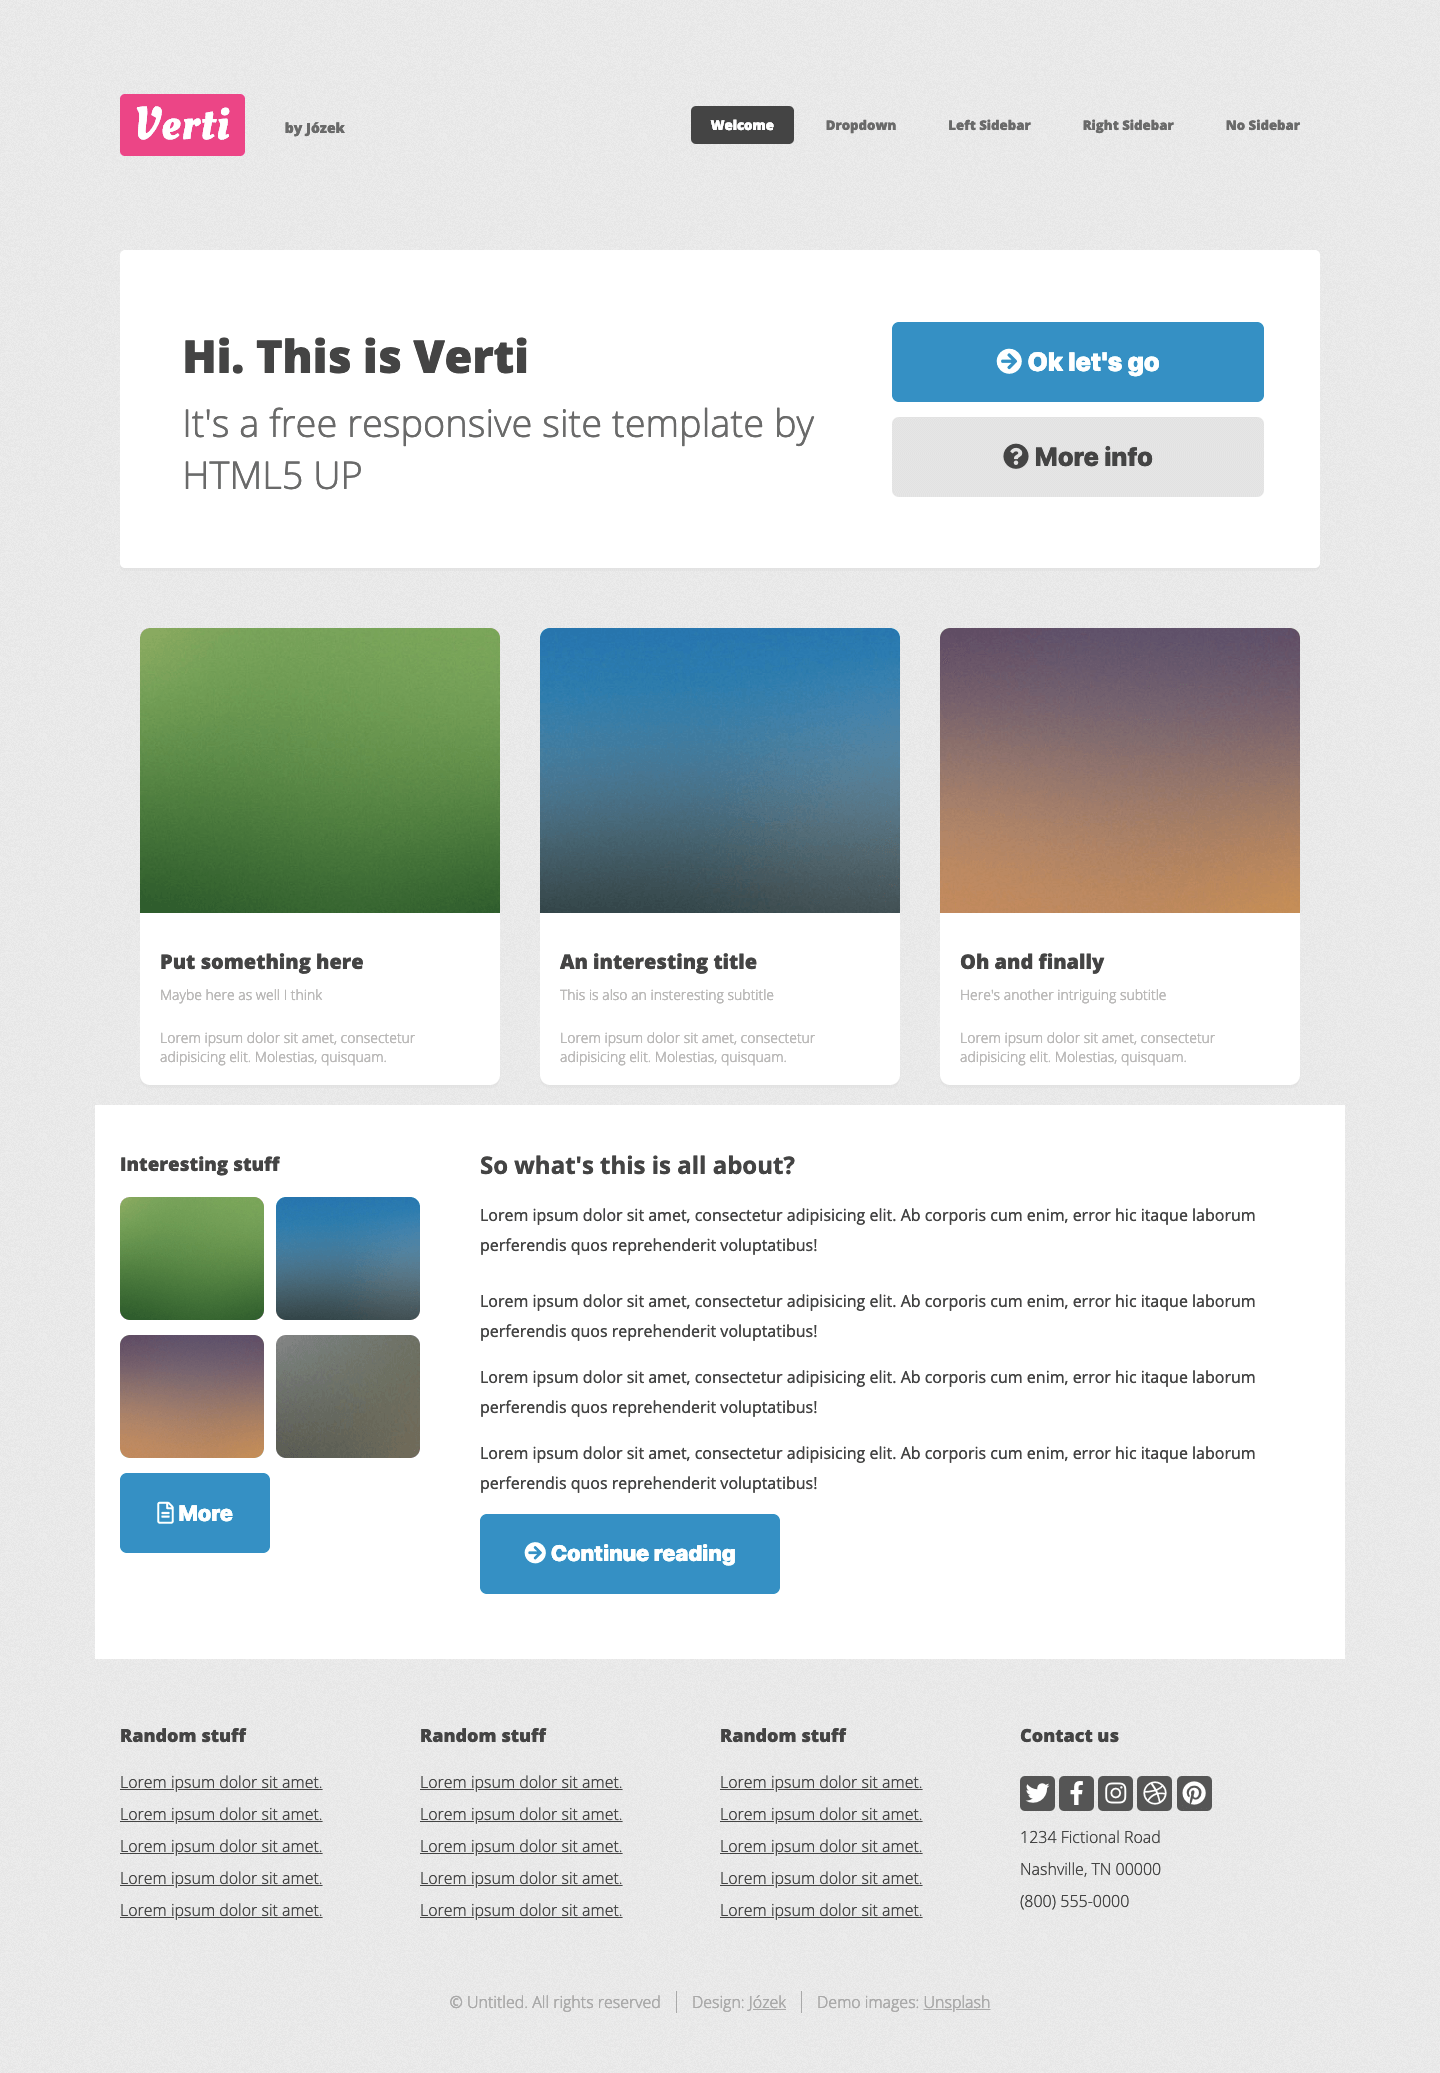 Verti
by Józek
Welcome
Dropdown
Left Sidebar
Right Sidebar
No Sidebar
Hi. This is Verti
It's a free responsive site template by
HTML5 UP
Ok let's go
More info
Put something here
Maybe here as well I think
Lorem ipsum dolor sit amet, consectetur
adipisicing elit. Molestias, quisquam.
An interesting title
This is also an insteresting subtitle
Lorem ipsum dolor sit amet, consectetur
adipisicing elit. Molestias, quisquam.
Oh and finally
Here's another intriguing subtitle
Lorem ipsum dolor sit amet, consectetur
adipisicing elit. Molestias, quisquam.
Interesting stuff
More
So what's this is all about?
Lorem ipsum dolor sit amet, consectetur adipisicing elit. Ab corporis cum enim, error hic itaque laborum
perferendis quos reprehenderit voluptatibus!
Lorem ipsum dolor sit amet, consectetur adipisicing elit. Ab corporis cum enim, error hic itaque laborum
perferendis quos reprehenderit voluptatibus!
Lorem ipsum dolor sit amet, consectetur adipisicing elit. Ab corporis cum enim, error hic itaque laborum
perferendis quos reprehenderit voluptatibus!
Lorem ipsum dolor sit amet, consectetur adipisicing elit. Ab corporis cum enim, error hic itaque laborum
perferendis quos reprehenderit voluptatibus!
Continue reading
Random stuff
Lorem ipsum dolor sit amet.
Lorem ipsum dolor sit amet.
Lorem ipsum dolor sit amet.
Lorem ipsum dolor sit amet.
Lorem ipsum dolor sit amet.
Random stuff
Lorem ipsum dolor sit amet.
Lorem ipsum dolor sit amet.
Lorem ipsum dolor sit amet.
Lorem ipsum dolor sit amet.
Lorem ipsum dolor sit amet.
Random stuff
Lorem ipsum dolor sit amet.
Lorem ipsum dolor sit amet.
Lorem ipsum dolor sit amet.
Lorem ipsum dolor sit amet.
Lorem ipsum dolor sit amet.
Contact us
1234 Fictional Road
Nashville, TN 00000
(800) 555-0000
© Untitled. All rights reserved
Design: Józek
Demo images: Unsplash